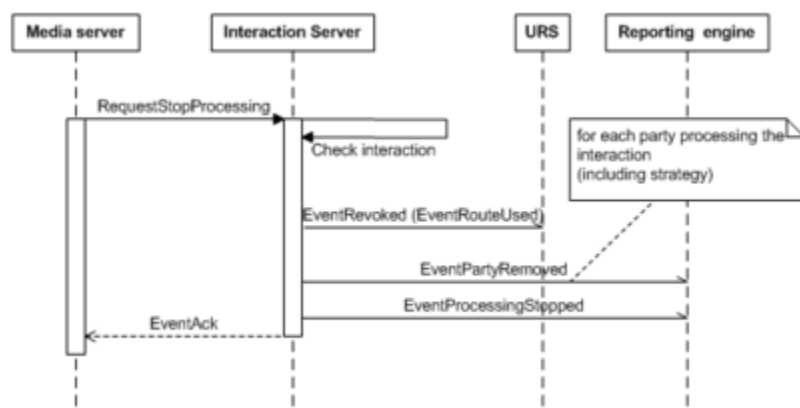 Media server
Interaction Server
URS
Reporting engine
RequestStopProcessing
Check interaction
for each party processing the
interaction
(including strategy)
EventRevoked (EventRouteUsed)
EventPartyRemoved
EventProcessingStopped
EventAck